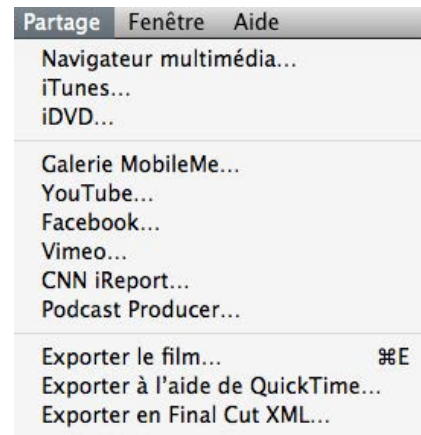 Partage Fenêtre Aide
Navigateur multimédia...
iTunes...
iDVD...
Galerie MobileMe...
YouTube...
Facebook...
Vimeo...
CNN iReport...
Podcast Producer...
Exporter le film... ⌘E
Exporter à l'aide de QuickTime...
Exporter en Final Cut XML...